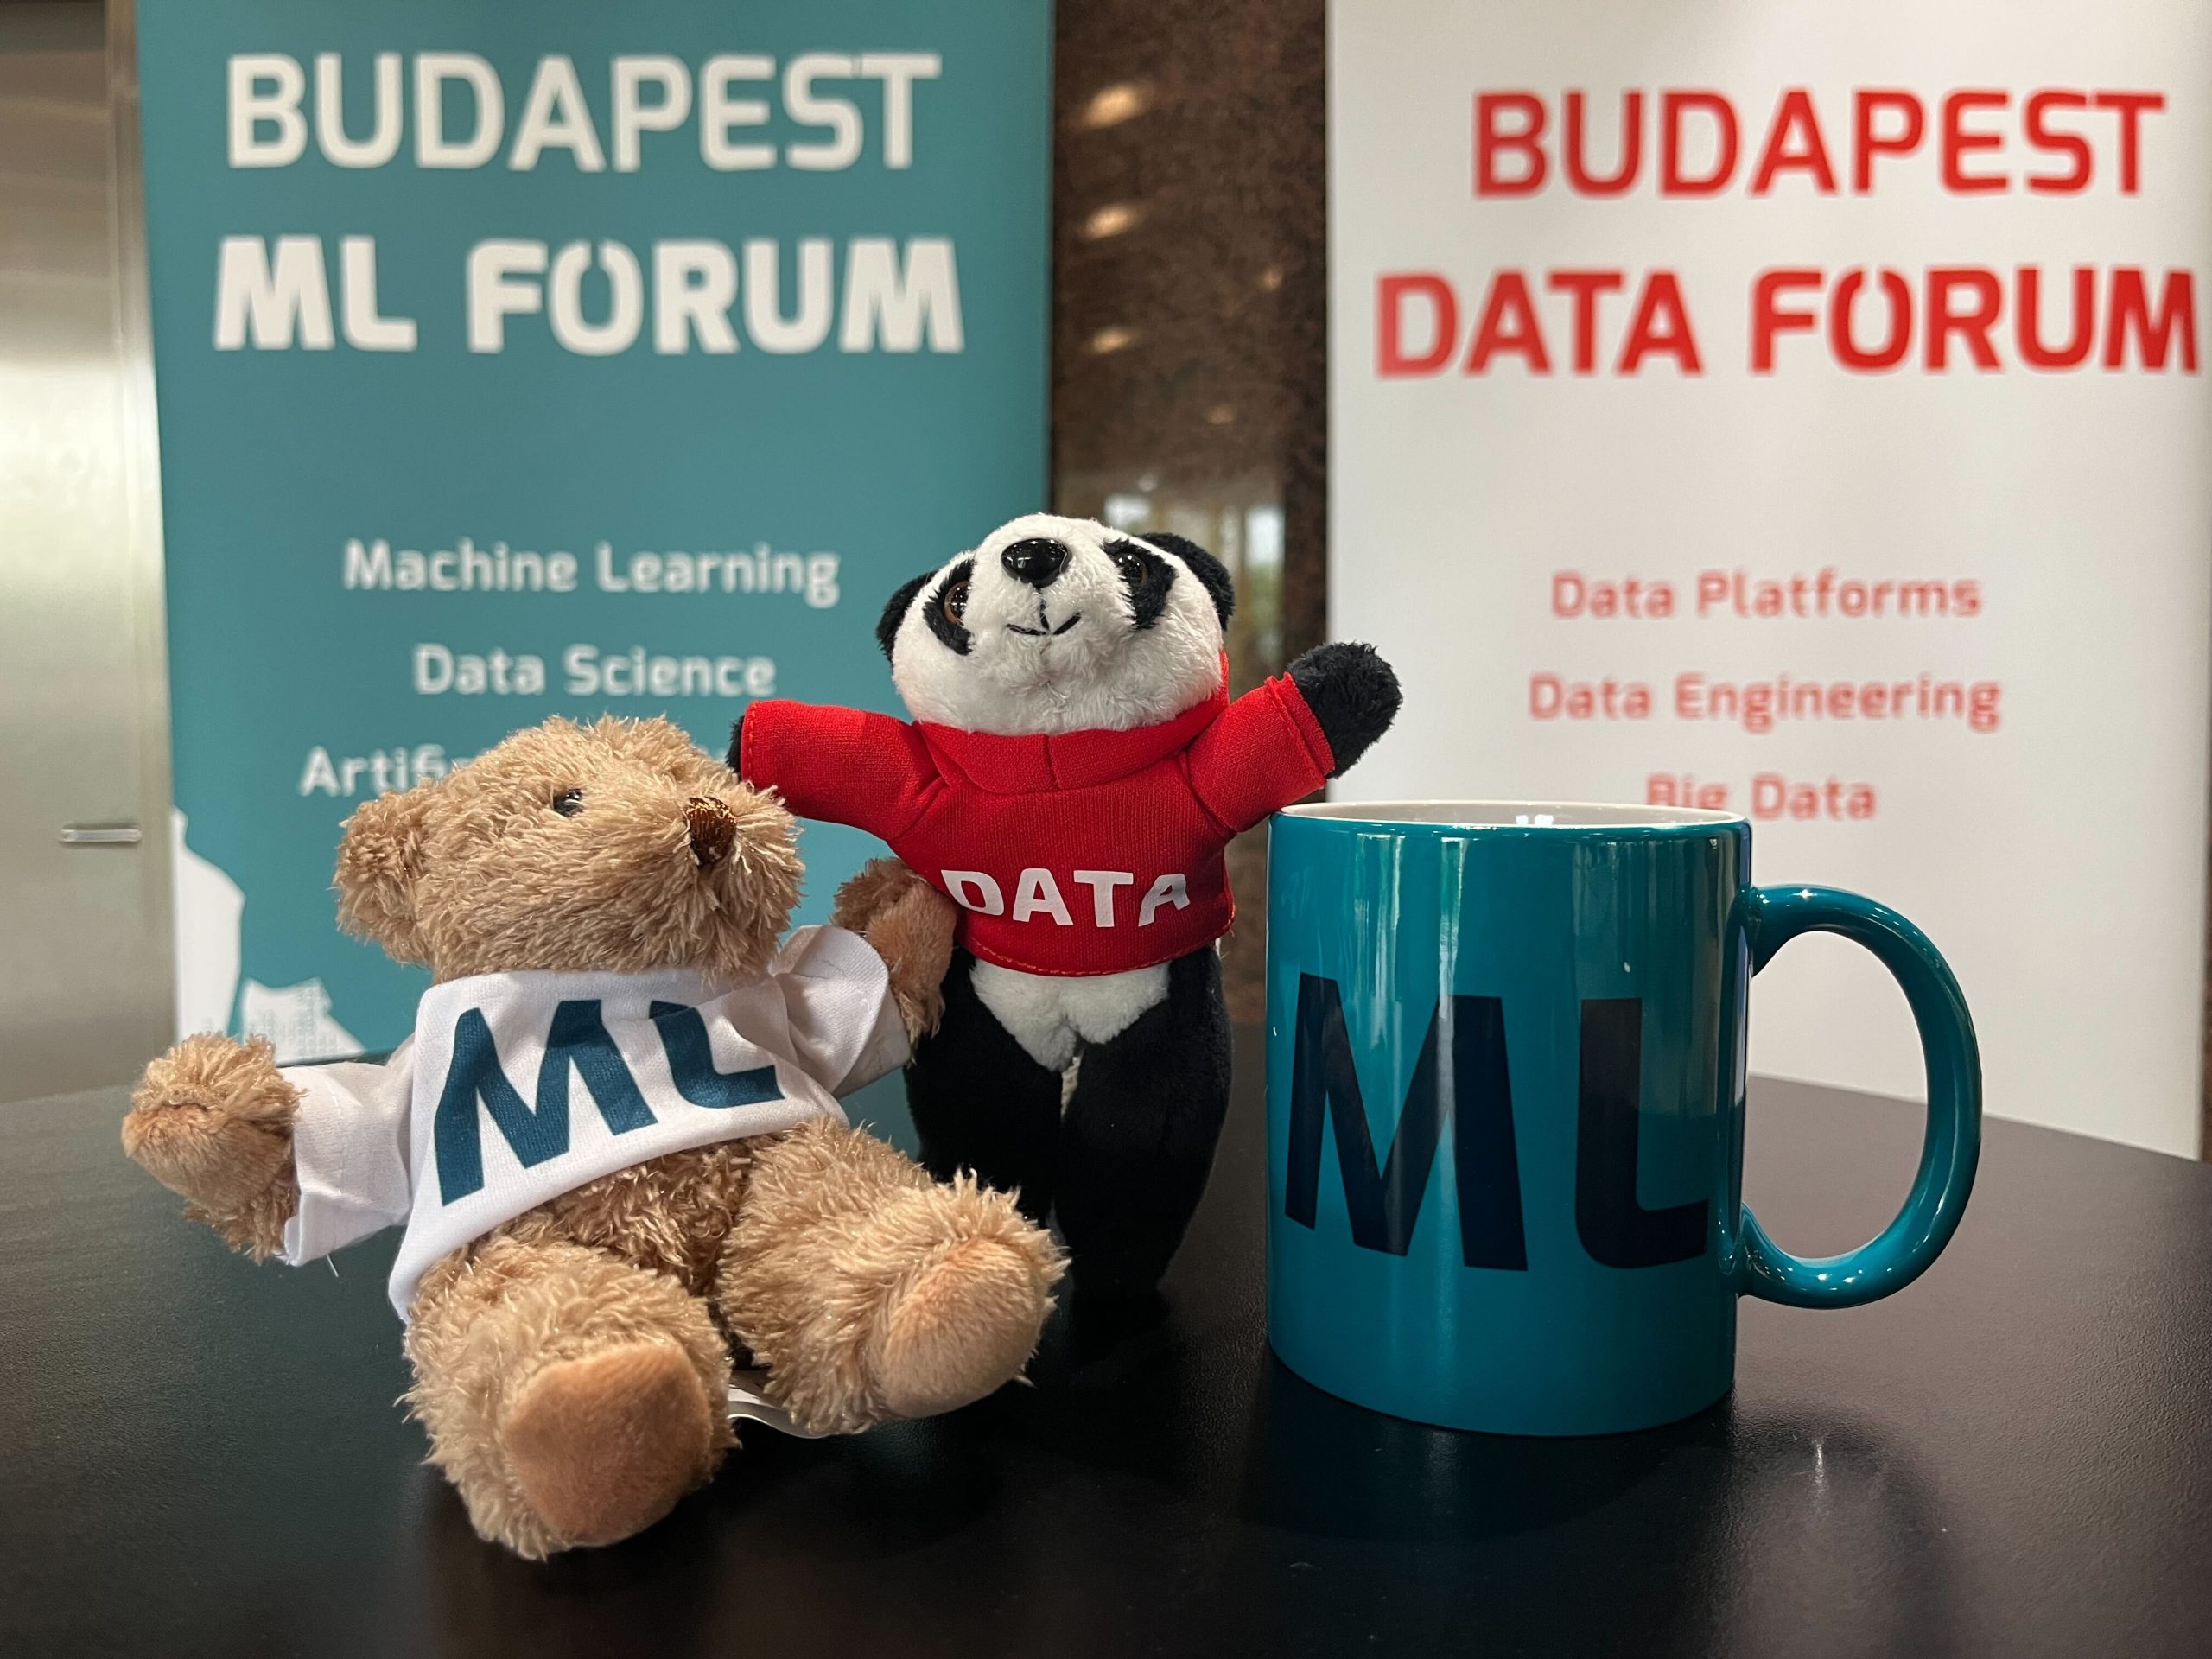 BUDAPEST
ML FORUM
Machine Learning
Data Science
BUDAPEST
DATA FORUM
Data Platforms
Data Engineering
Big Data
ML
DATA
ML